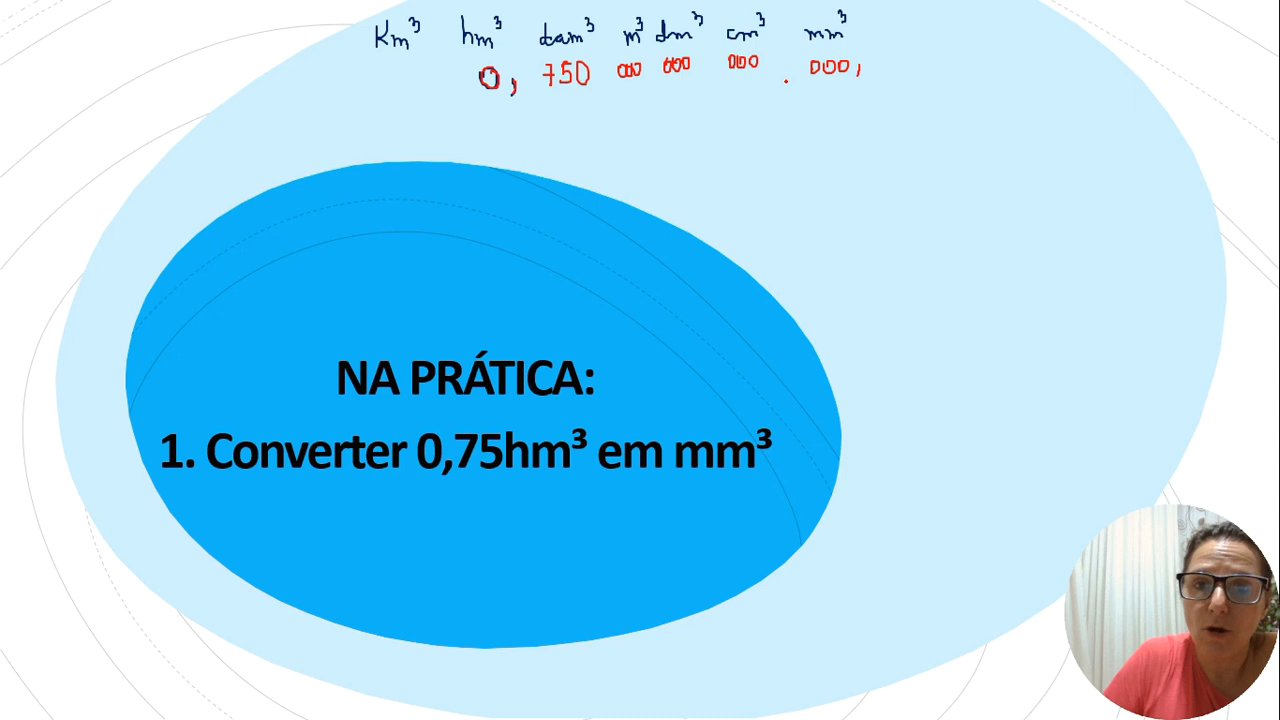 Km³ hm³ dam³ m³ dm³ cm³ mm³
0, 750 000 000 000 . 000,
NA PRÁTICA:
1. Converter 0,75hm³ em mm³